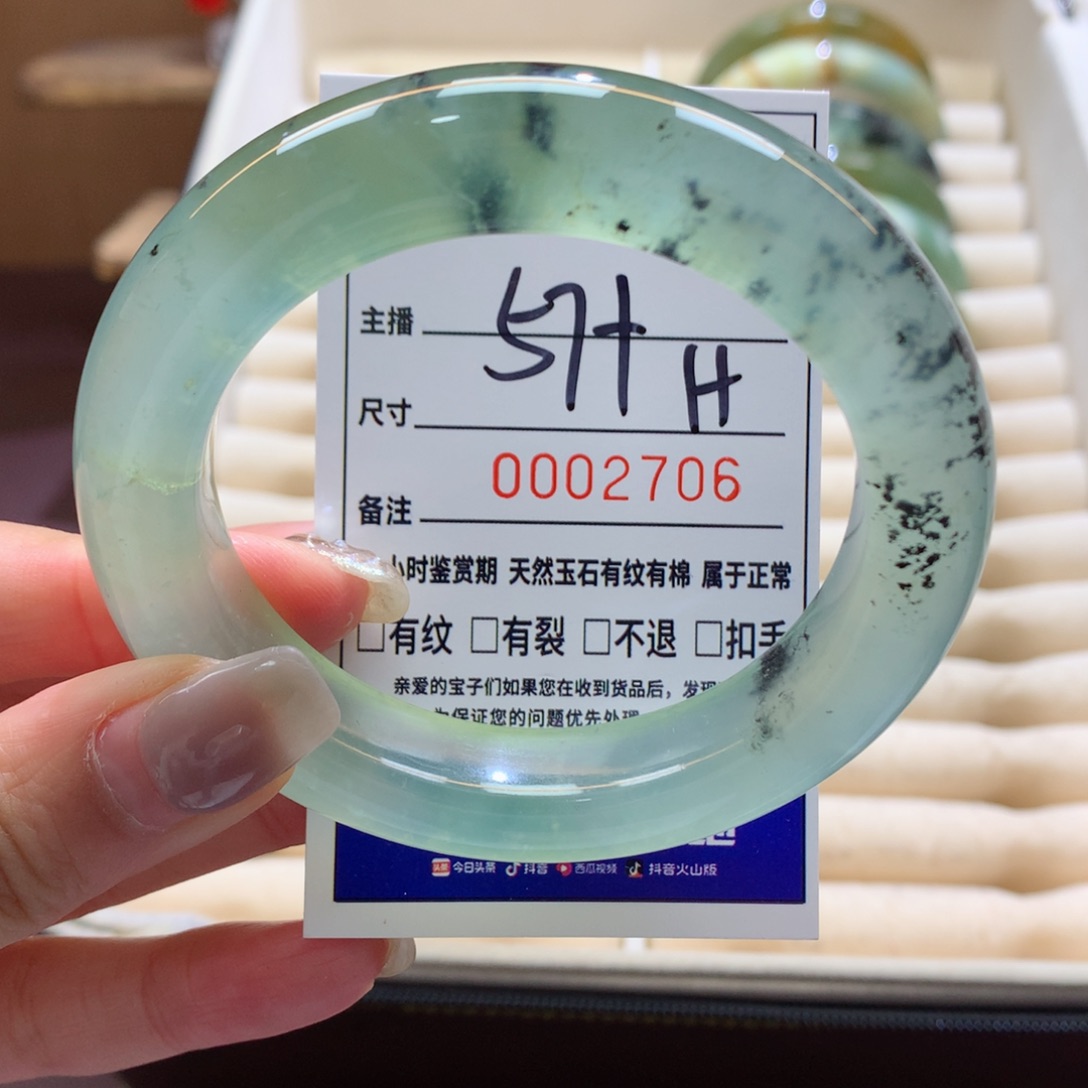 主播
57+
H
尺寸
0002706
备注
小时鉴赏期 天然玉石有纹有棉 属于正常
□有纹 □有裂 □不退 □扣手
亲爱的宝子们如果您在收到货品后，发现
为保证您的问题优先处理
头条 今日头条 抖音 西瓜视频 抖音火山版